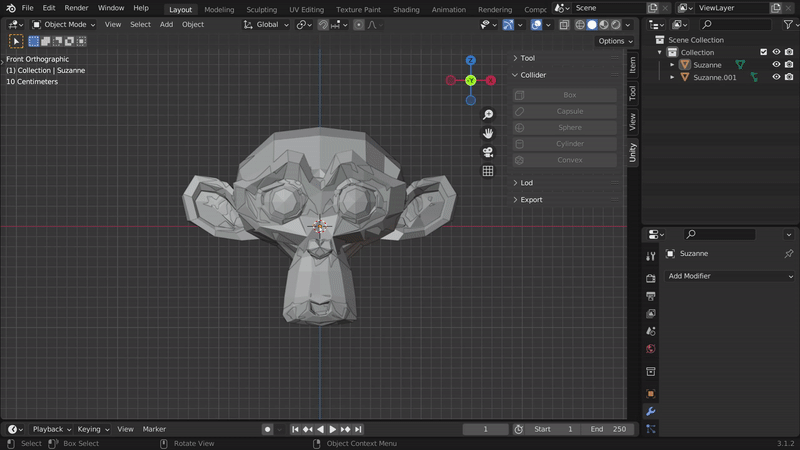 File Edit Render Window Help Layout Modeling Sculpting UV Editing Texture Paint Shading Animation Rendering Compo Scene ViewLayer
Object Mode View Select Add Object Global
Options
Front Orthographic
(1) Collection | Suzanne
10 Centimeters
Z
X
Y
Tool
Collider
Box
Capsule
Sphere
Cylinder
Convex
Lod
Export
Item
Tool
View
Unity
Scene Collection
Collection
Suzanne
Suzanne.001
Suzanne
Add Modifier
Playback Keying View Marker 1 Start 1 End 250
Select Box Select Rotate View Object Context Menu 3.1.2